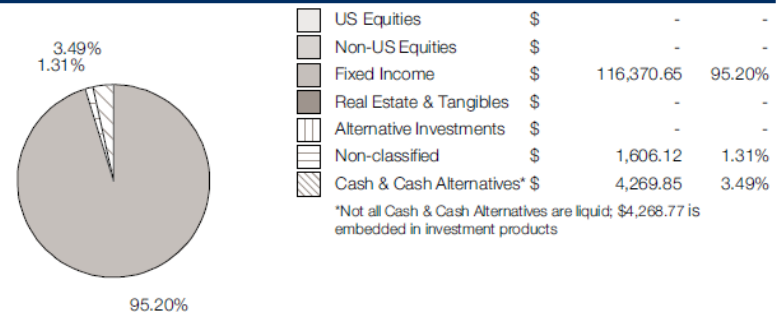 3.49%
1.31%
95.20%
US Equities $ - -
Non-US Equities $ - -
Fixed Income $ 116,370.65 95.20%
Real Estate & Tangibles $ - -
Alternative Investments $ - -
Non-classified $ 1,606.12 1.31%
Cash & Cash Alternatives* $ 4,269.85 3.49%
*Not all Cash & Cash Alternatives are liquid; $4,268.77 is
embedded in investment products